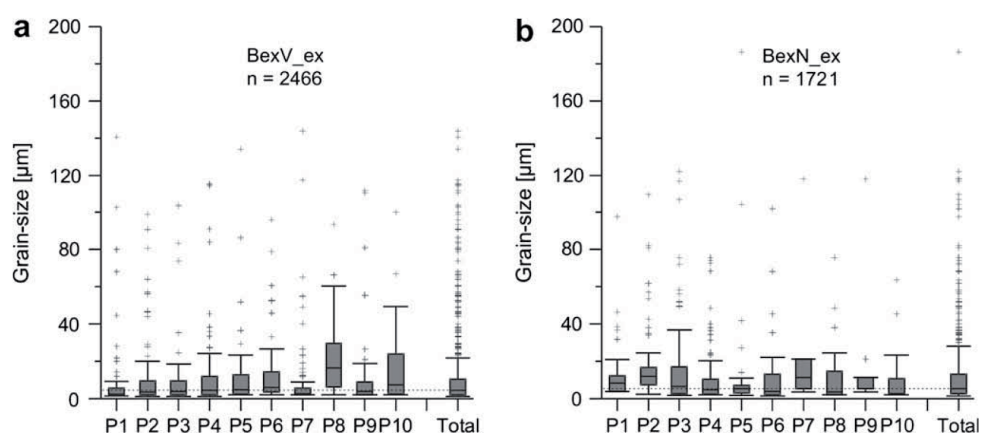 a
BexV_ex
n = 2466
Grain-size [µm]
200
160
120
80
40
0
P1 P2 P3 P4 P5 P6 P7 P8 P9 P10 Total
b
BexN_ex
n = 1721
Grain-size [µm]
200
160
120
80
40
0
P1 P2 P3 P4 P5 P6 P7 P8 P9 P10 Total